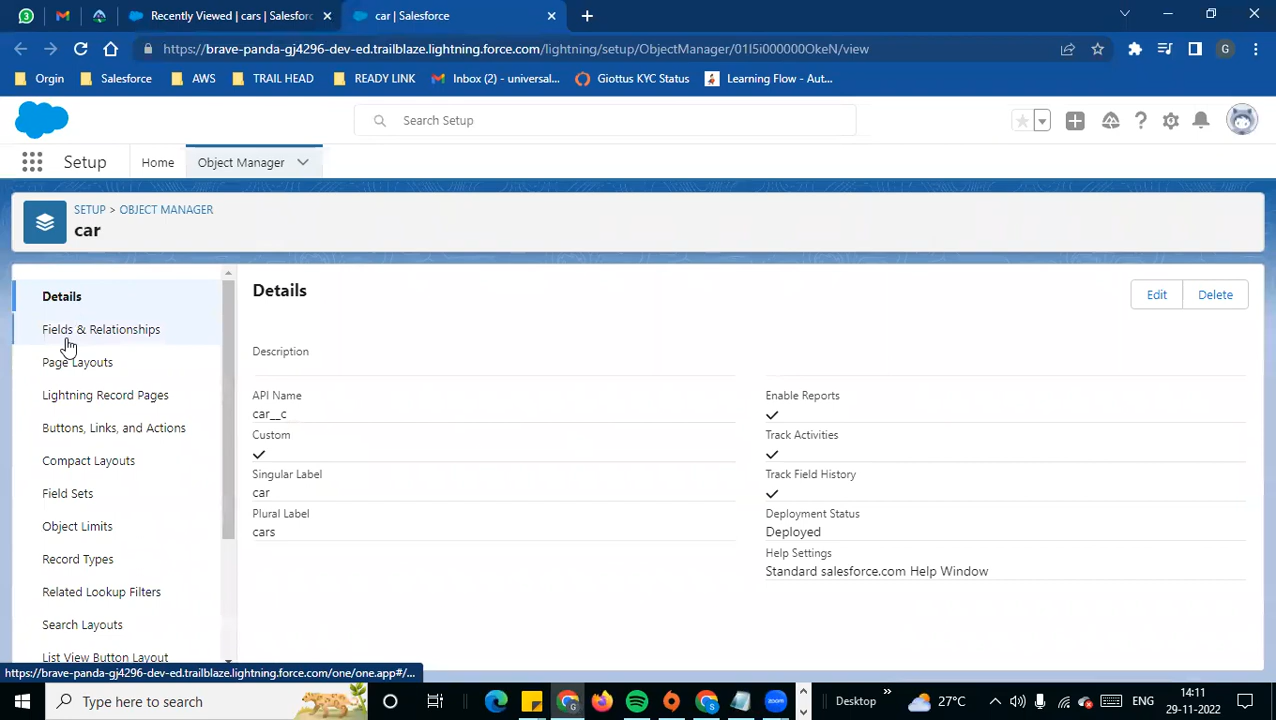 Recently Viewed | cars | Salesforc
car | Salesforce
https://brave-panda-gj4296-dev-ed.trailblaze.lightning.force.com/lightning/setup/ObjectManager/01I5i000000OkeN/view
G
Orgin
Salesforce
AWS
TRAIL HEAD
READY LINK
Inbox (2) - universal...
Giottus KYC Status
Learning Flow - Aut...
Search Setup
Setup
Home
Object Manager
SETUP > OBJECT MANAGER
car
Details
Fields & Relationships
Page Layouts
Lightning Record Pages
Buttons, Links, and Actions
Compact Layouts
Field Sets
Object Limits
Record Types
Related Lookup Filters
Search Layouts
List View Button Layout
Details
Edit
Delete
Description
API Name
car__c
Custom
Singular Label
car
Plural Label
cars
Enable Reports
Track Activities
Track Field History
Deployment Status
Deployed
Help Settings
Standard salesforce.com Help Window
https://brave-panda-gj4296-dev-ed.trailblaze.lightning.force.com/one/one.app#/...
Type here to search
Desktop
27°C
ENG
14:11
29-11-2022